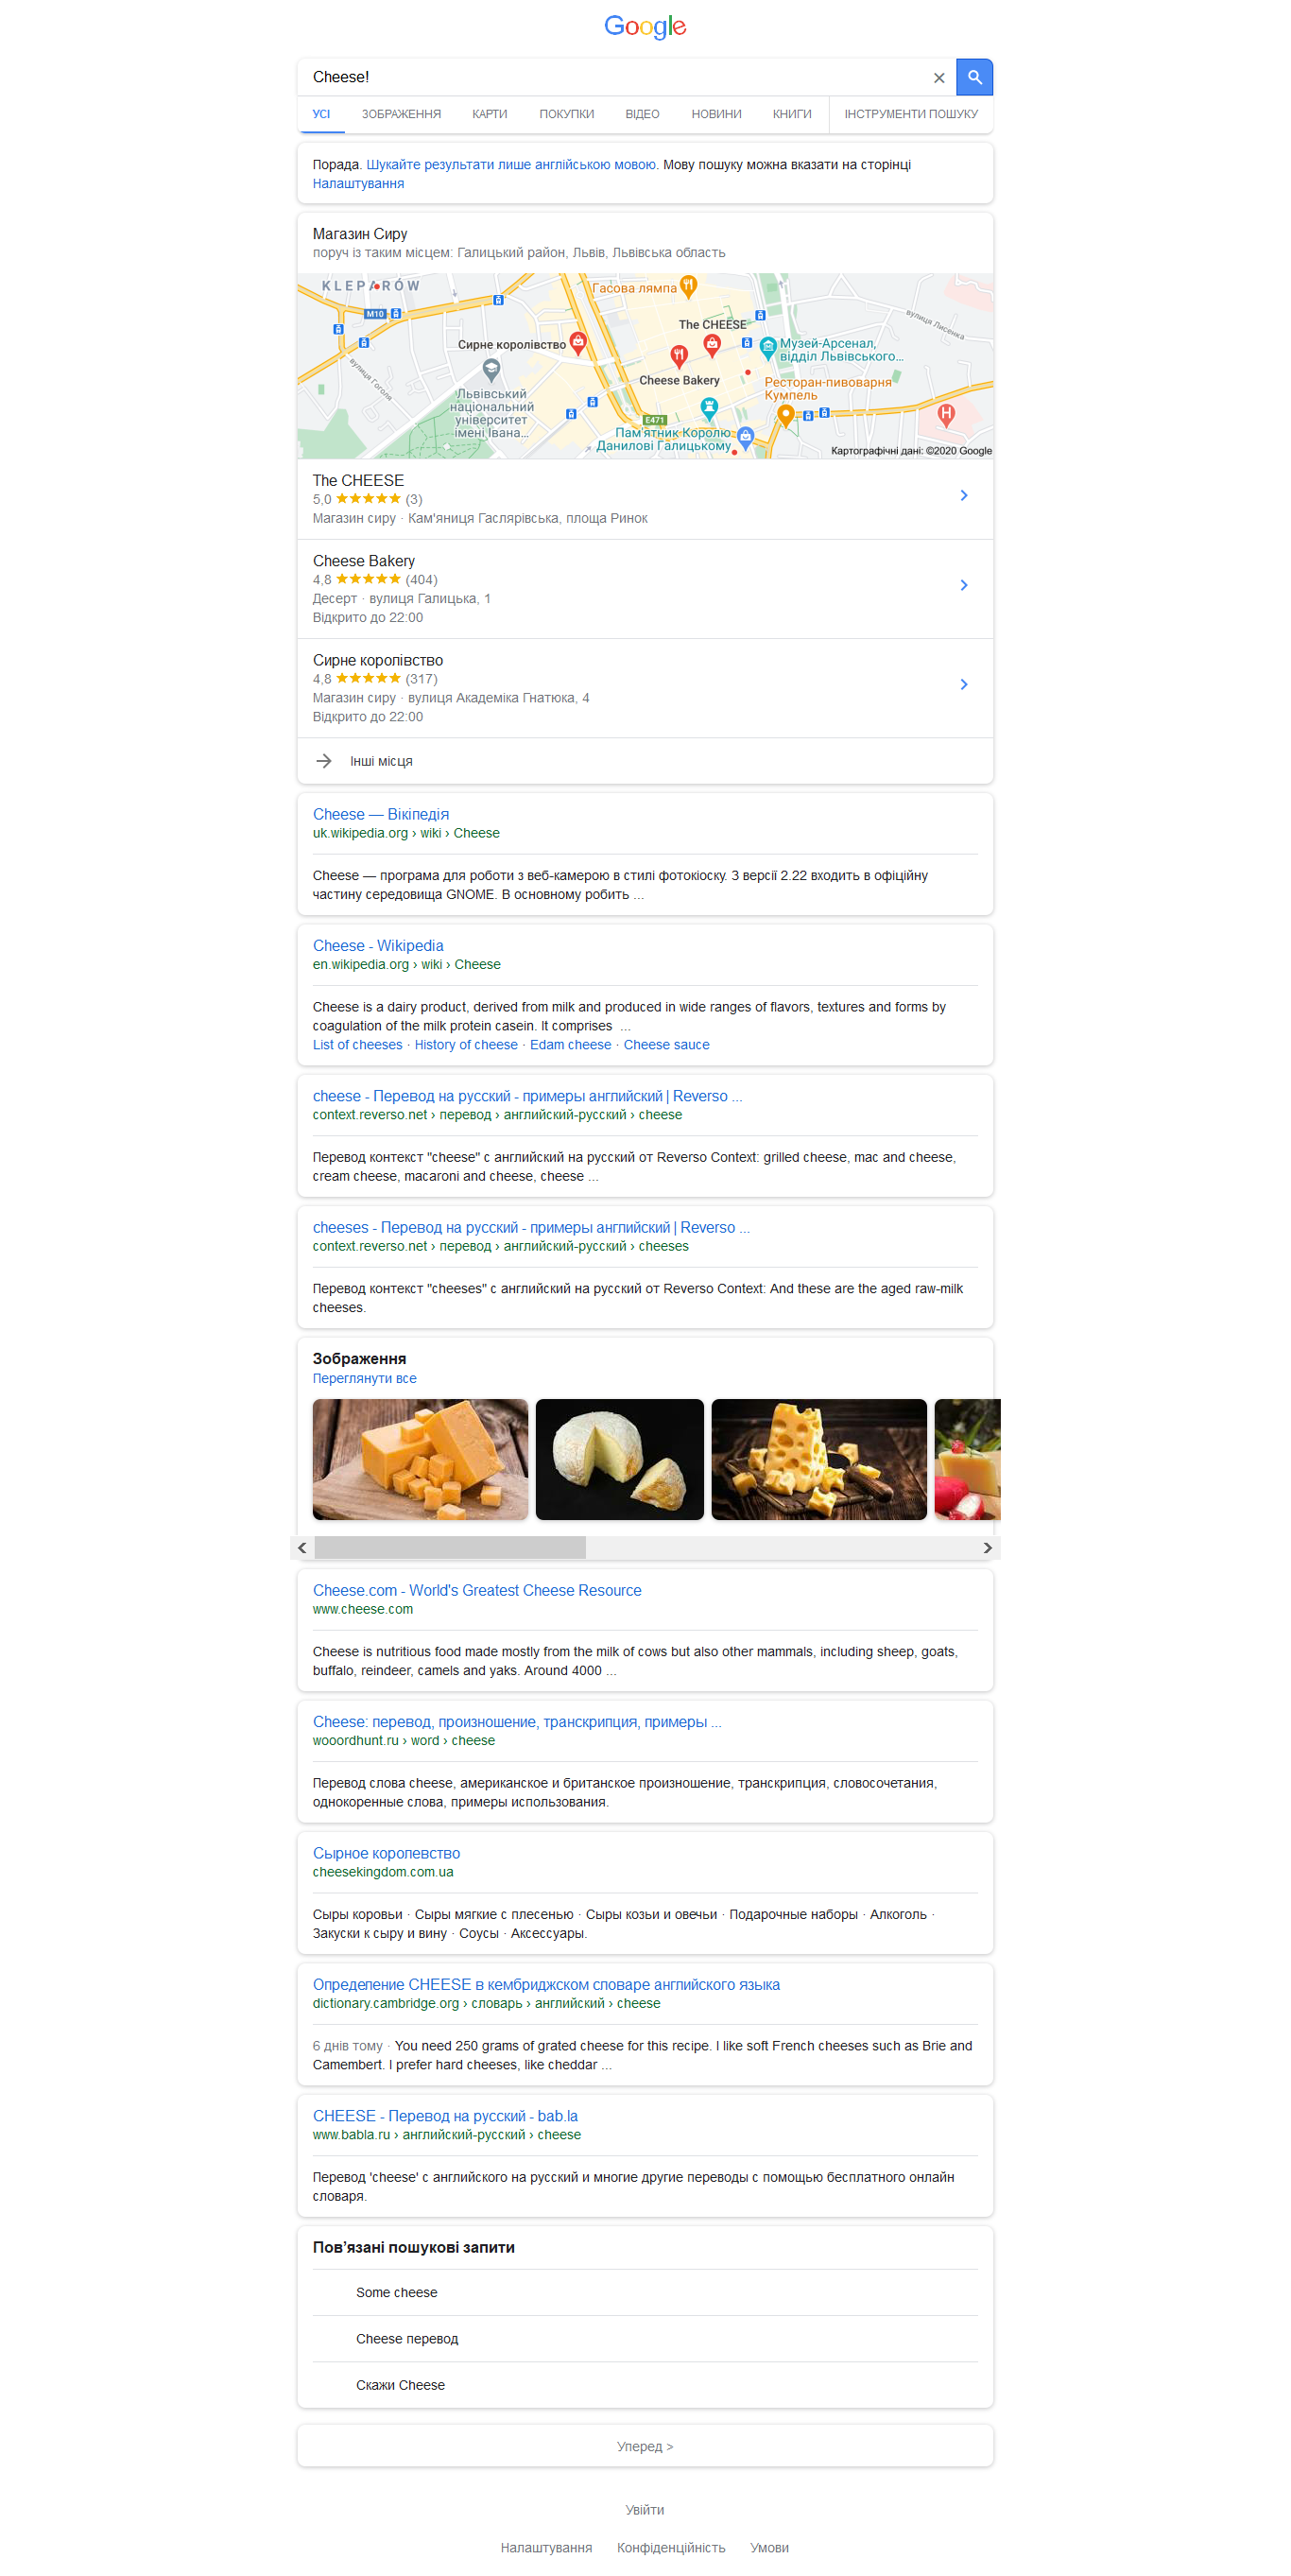 Google
Cheese!
УСІ
ЗОБРАЖЕННЯ
КАРТИ
ПОКУПКИ
ВІДЕО
НОВИНИ
КНИГИ
ІНСТРУМЕНТИ ПОШУКУ
Порада. Шукайте результати лише англійською мовою. Мову пошуку можна вказати на сторінці
Налаштування
Магазин Сиру
поруч із таким місцем: Галицький район, Львів, Львівська область
KLEPARÓW
Гасова лямпа
M10
The CHEESE
вулиця Лисенка
Сирне королівство
Музей-Арсенал,
відділ Львівського...
вулиця Гоголя
Cheese Bakery
Ресторан-пивоварня
Кумпель
Львівський
національний
університет
імені Івана...
E471
Пам'ятник Королю
Данилові Галицькому
Картографічні дані: ©2020 Google
The CHEESE
5,0 ★★★★★ (3)
Магазин сиру · Кам'яниця Гаслярівська, площа Ринок
Cheese Bakery
4,8 ★★★★★ (404)
Десерт · вулиця Галицька, 1
Відкрито до 22:00
Сирне королівство
4,8 ★★★★★ (317)
Магазин сиру · вулиця Академіка Гнатюка, 4
Відкрито до 22:00
Інші місця
Cheese — Вікіпедія
uk.wikipedia.org › wiki › Cheese
Cheese — програма для роботи з веб-камерою в стилі фотокіоску. З версії 2.22 входить в офіційну
частину середовища GNOME. В основному робить ...
Cheese - Wikipedia
en.wikipedia.org › wiki › Cheese
Cheese is a dairy product, derived from milk and produced in wide ranges of flavors, textures and forms by
coagulation of the milk protein casein. It comprises ...
List of cheeses · History of cheese · Edam cheese · Cheese sauce
cheese - Перевод на русский - примеры английский | Reverso ...
context.reverso.net › перевод › английский-русский › cheese
Перевод контекст "cheese" c английский на русский от Reverso Context: grilled cheese, mac and cheese,
cream cheese, macaroni and cheese, cheese ...
cheeses - Перевод на русский - примеры английский | Reverso ...
context.reverso.net › перевод › английский-русский › cheeses
Перевод контекст "cheeses" c английский на русский от Reverso Context: And these are the aged raw-milk
cheeses.
Зображення
Переглянути все
Cheese.com - World's Greatest Cheese Resource
www.cheese.com
Cheese is nutritious food made mostly from the milk of cows but also other mammals, including sheep, goats,
buffalo, reindeer, camels and yaks. Around 4000 ...
Cheese: перевод, произношение, транскрипция, примеры ...
wooordhunt.ru › word › cheese
Перевод слова cheese, американское и британское произношение, транскрипция, словосочетания,
однокоренные слова, примеры использования.
Сырное королевство
cheesekingdom.com.ua
Сыры коровьи · Сыры мягкие с плесенью · Сыры козьи и овечьи · Подарочные наборы · Алкоголь ·
Закуски к сыру и вину · Соусы · Аксессуары.
Определение CHEESE в кембриджском словаре английского языка
dictionary.cambridge.org › словарь › английский › cheese
6 днів тому · You need 250 grams of grated cheese for this recipe. I like soft French cheeses such as Brie and
Camembert. I prefer hard cheeses, like cheddar ...
CHEESE - Перевод на русский - bab.la
www.babla.ru › английский-русский › cheese
Перевод 'cheese' с английского на русский и многие другие переводы с помощью бесплатного онлайн
словаря.
Пов’язані пошукові запити
Some cheese
Cheese перевод
Скажи Cheese
Уперед >
Увійти
Налаштування
Конфіденційність
Умови